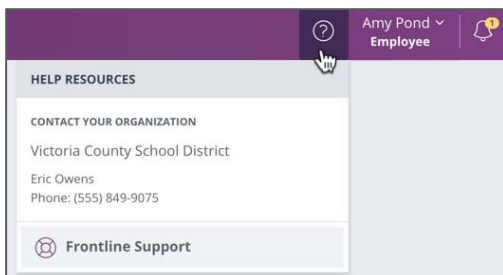 ?
Amy Pond
Employee
1
HELP RESOURCES
CONTACT YOUR ORGANIZATION
Victoria County School District
Eric Owens
Phone: (555) 849-9075
Frontline Support